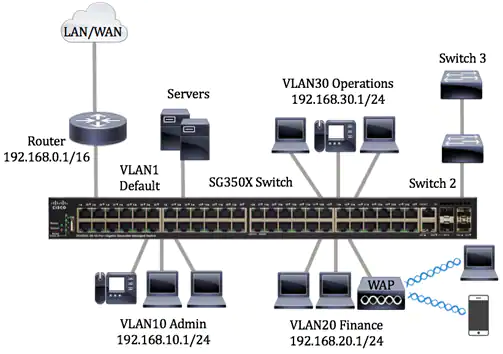 LAN/WAN
Router
192.168.0.1/16
VLAN1
Default
Servers
VLAN30 Operations
192.168.30.1/24
Switch 3
SG350X Switch
Switch 2
CISCO
VLAN10 Admin
192.168.10.1/24
WAP
VLAN20 Finance
192.168.20.1/24